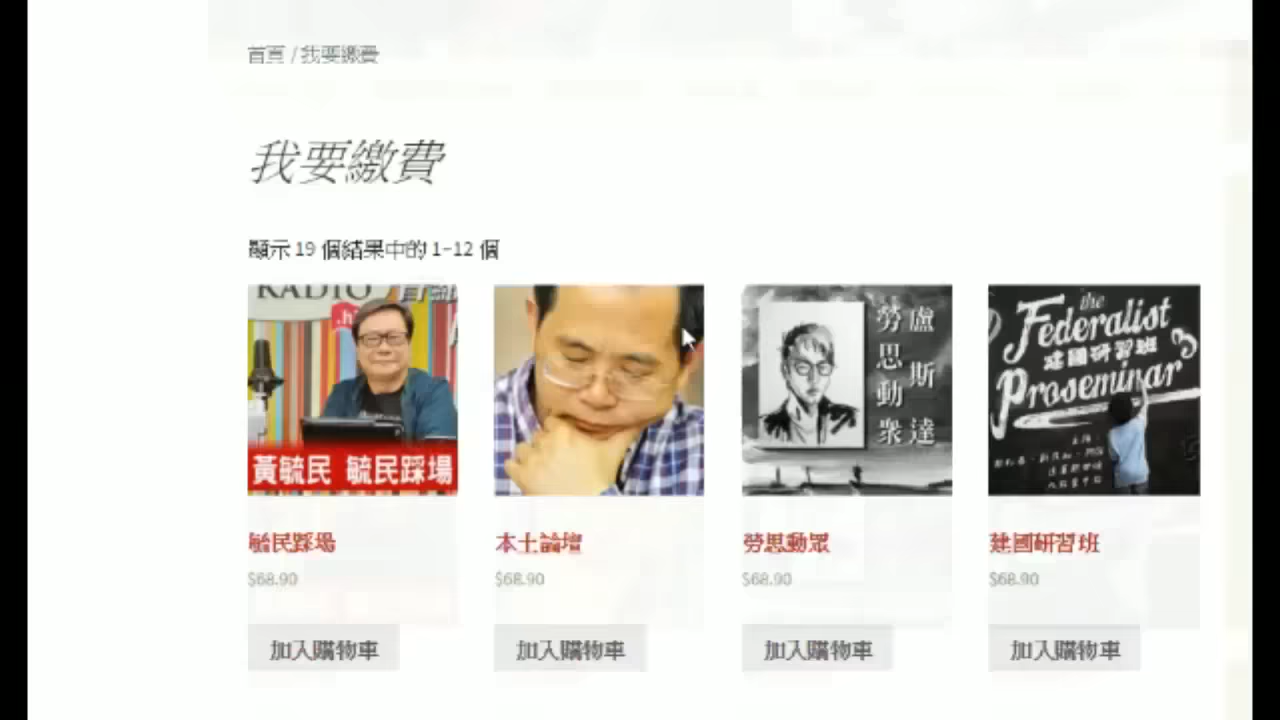 首頁 / 我要繳費
我要繳費
顯示 19 個結果中的 1–12 個
RADIO
.h
黃毓民 毓民踩場
盧斯達
勞思動眾
the
Federalist
建國研習班
Proseminar
毓民踩場
本土論壇
勞思動眾
建國研習班
$68.90
$68.90
$68.90
$68.90
加入購物車
加入購物車
加入購物車
加入購物車